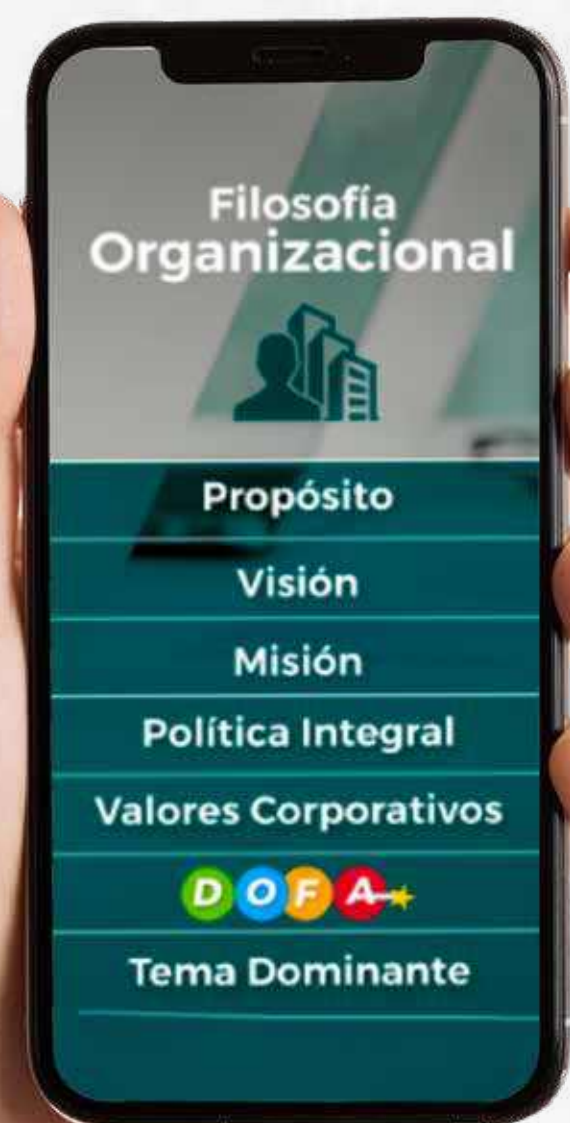 Filosofía
Organizacional
Propósito
Visión
Misión
Política Integral
Valores Corporativos
DOFA
Tema Dominante